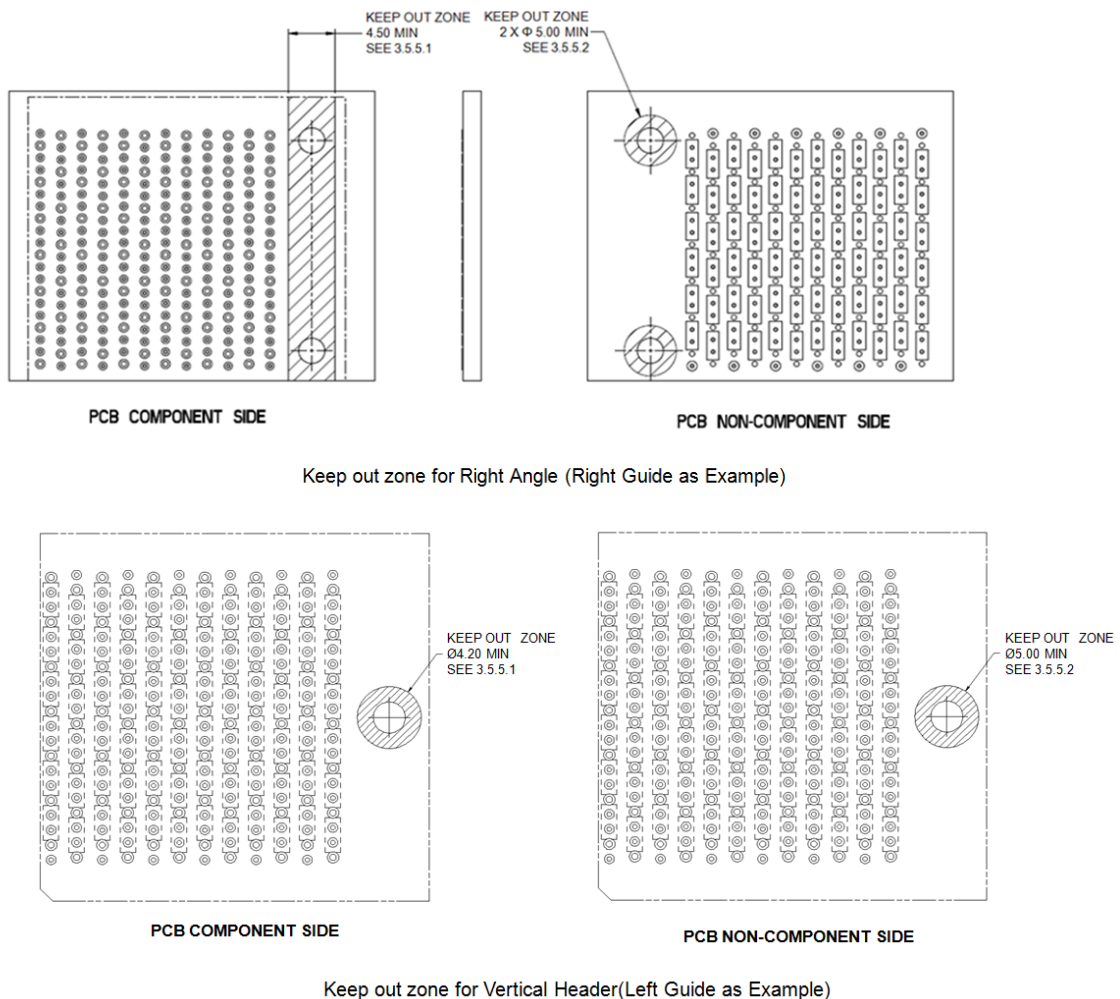 KEEP OUT ZONE
4.50 MIN
SEE 3.5.5.1
KEEP OUT ZONE
2 X Φ 5.00 MIN
SEE 3.5.5.2
PCB COMPONENT SIDE
PCB NON-COMPONENT SIDE
Keep out zone for Right Angle (Right Guide as Example)
KEEP OUT ZONE
Ø4.20 MIN
SEE 3.5.5.1
KEEP OUT ZONE
Ø5.00 MIN
SEE 3.5.5.2
PCB COMPONENT SIDE
PCB NON-COMPONENT SIDE
Keep out zone for Vertical Header(Left Guide as Example)